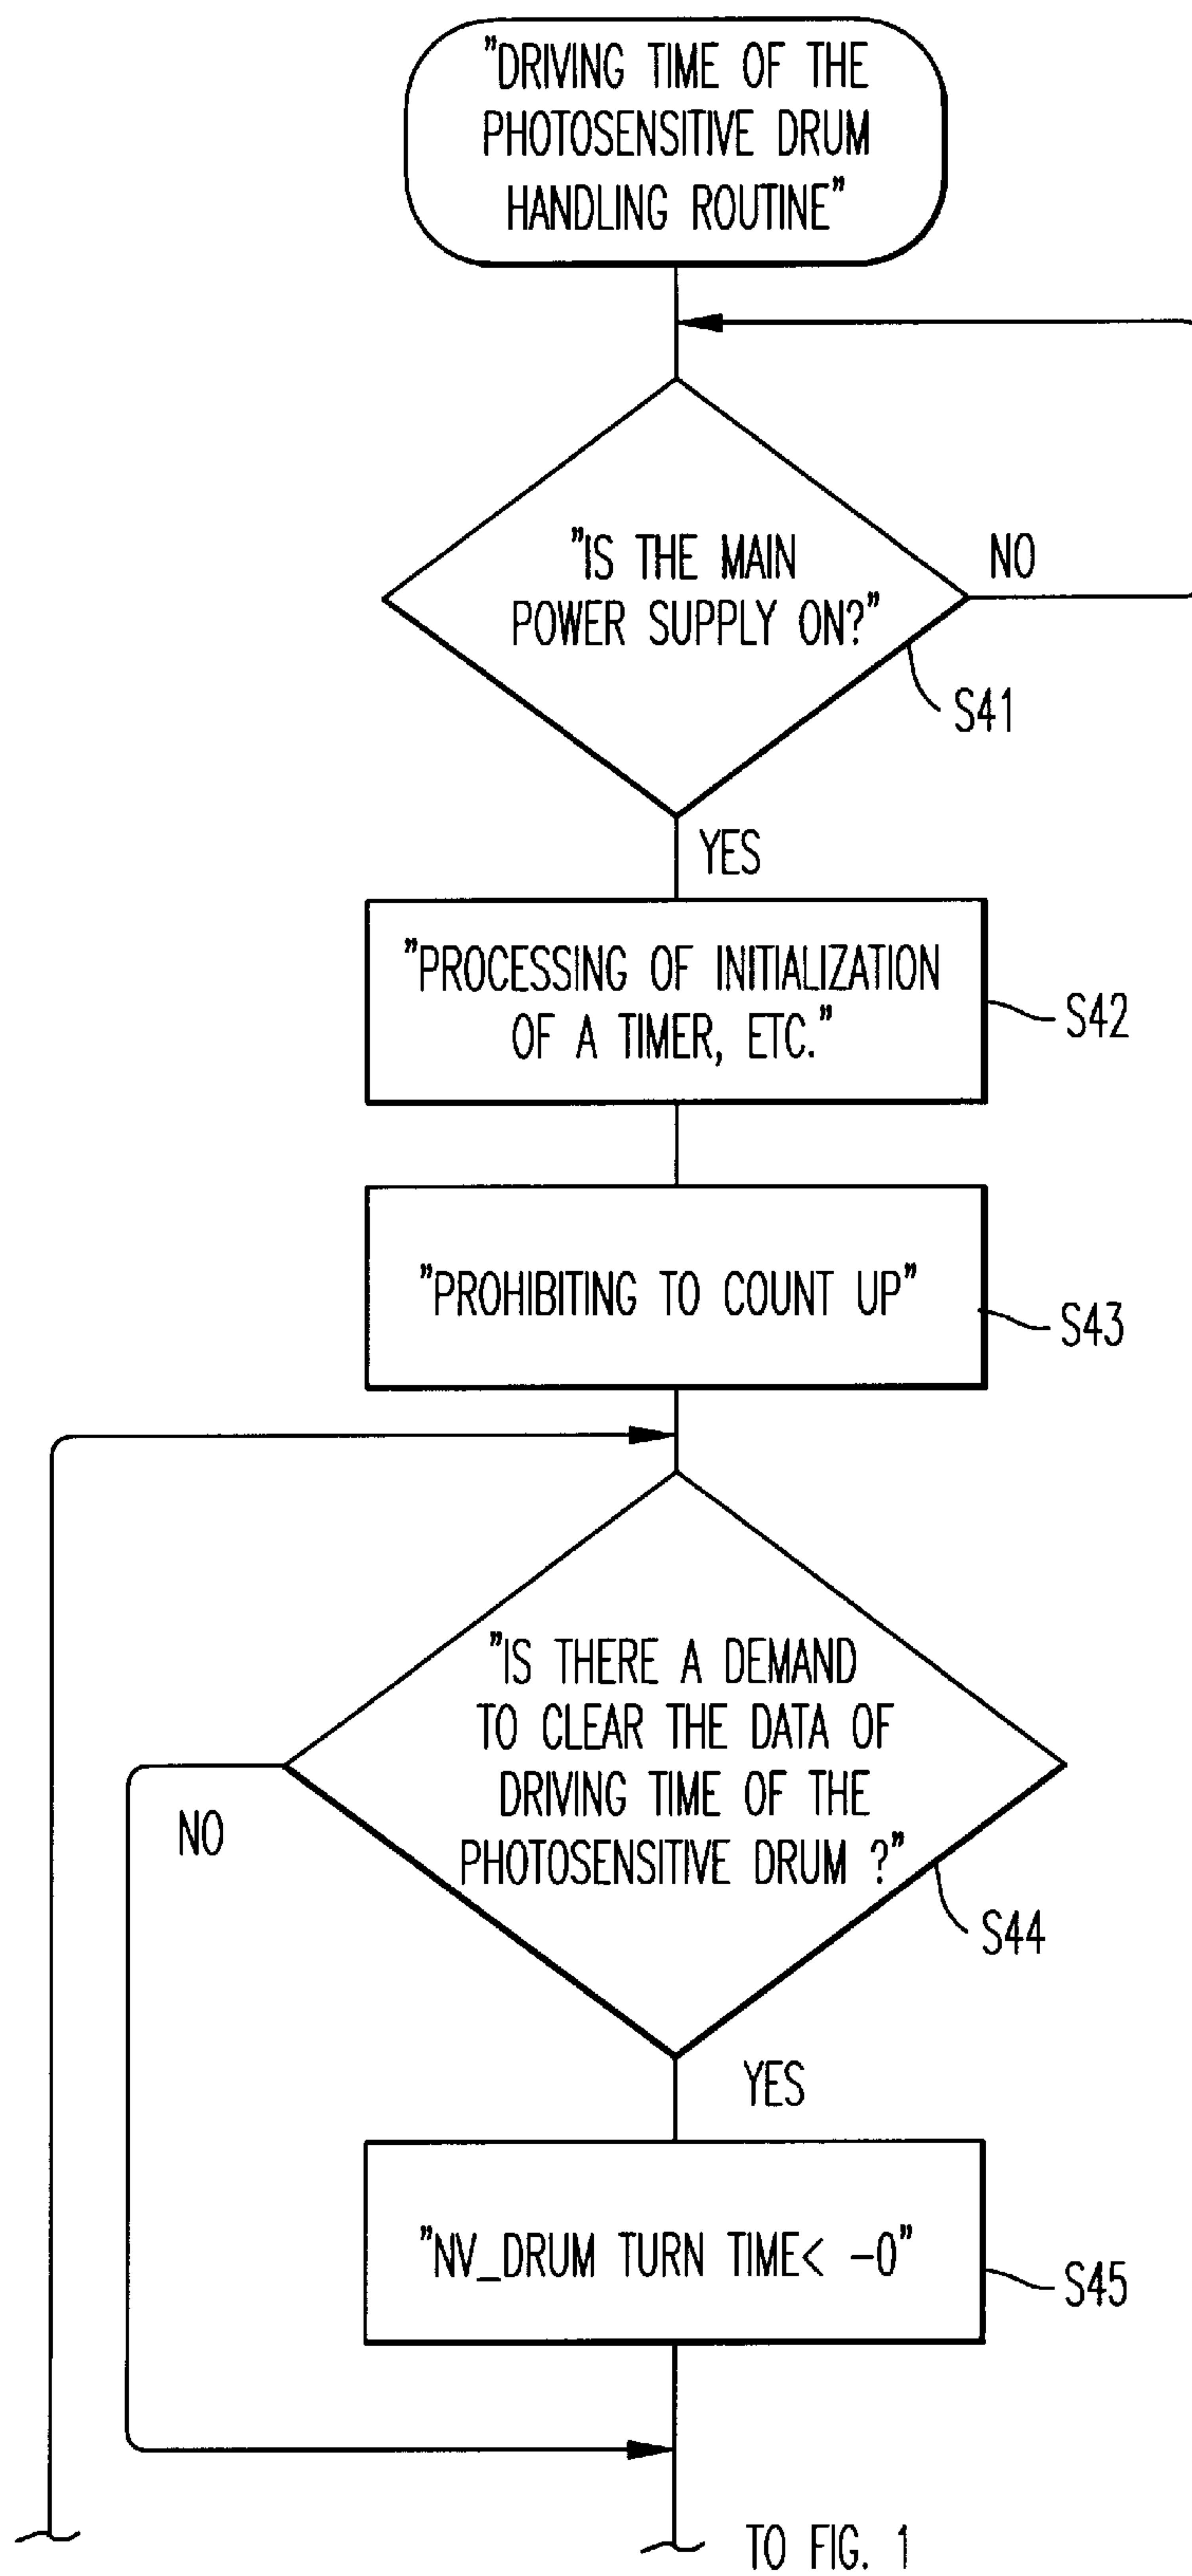 ”DRIVING TIME OF THE
PHOTOSENSITIVE DRUM
HANDLING ROUTINE”
”IS THE MAIN
POWER SUPPLY ON?”
NO
S41
YES
”PROCESSING OF INITIALIZATION
OF A TIMER, ETC.”
S42
”PROHIBITING TO COUNT UP”
S43
”IS THERE A DEMAND
TO CLEAR THE DATA OF
DRIVING TIME OF THE
PHOTOSENSITIVE DRUM ?”
NO
S44
YES
”NV_DRUM TURN TIME< -0”
S45
TO FIG. 1